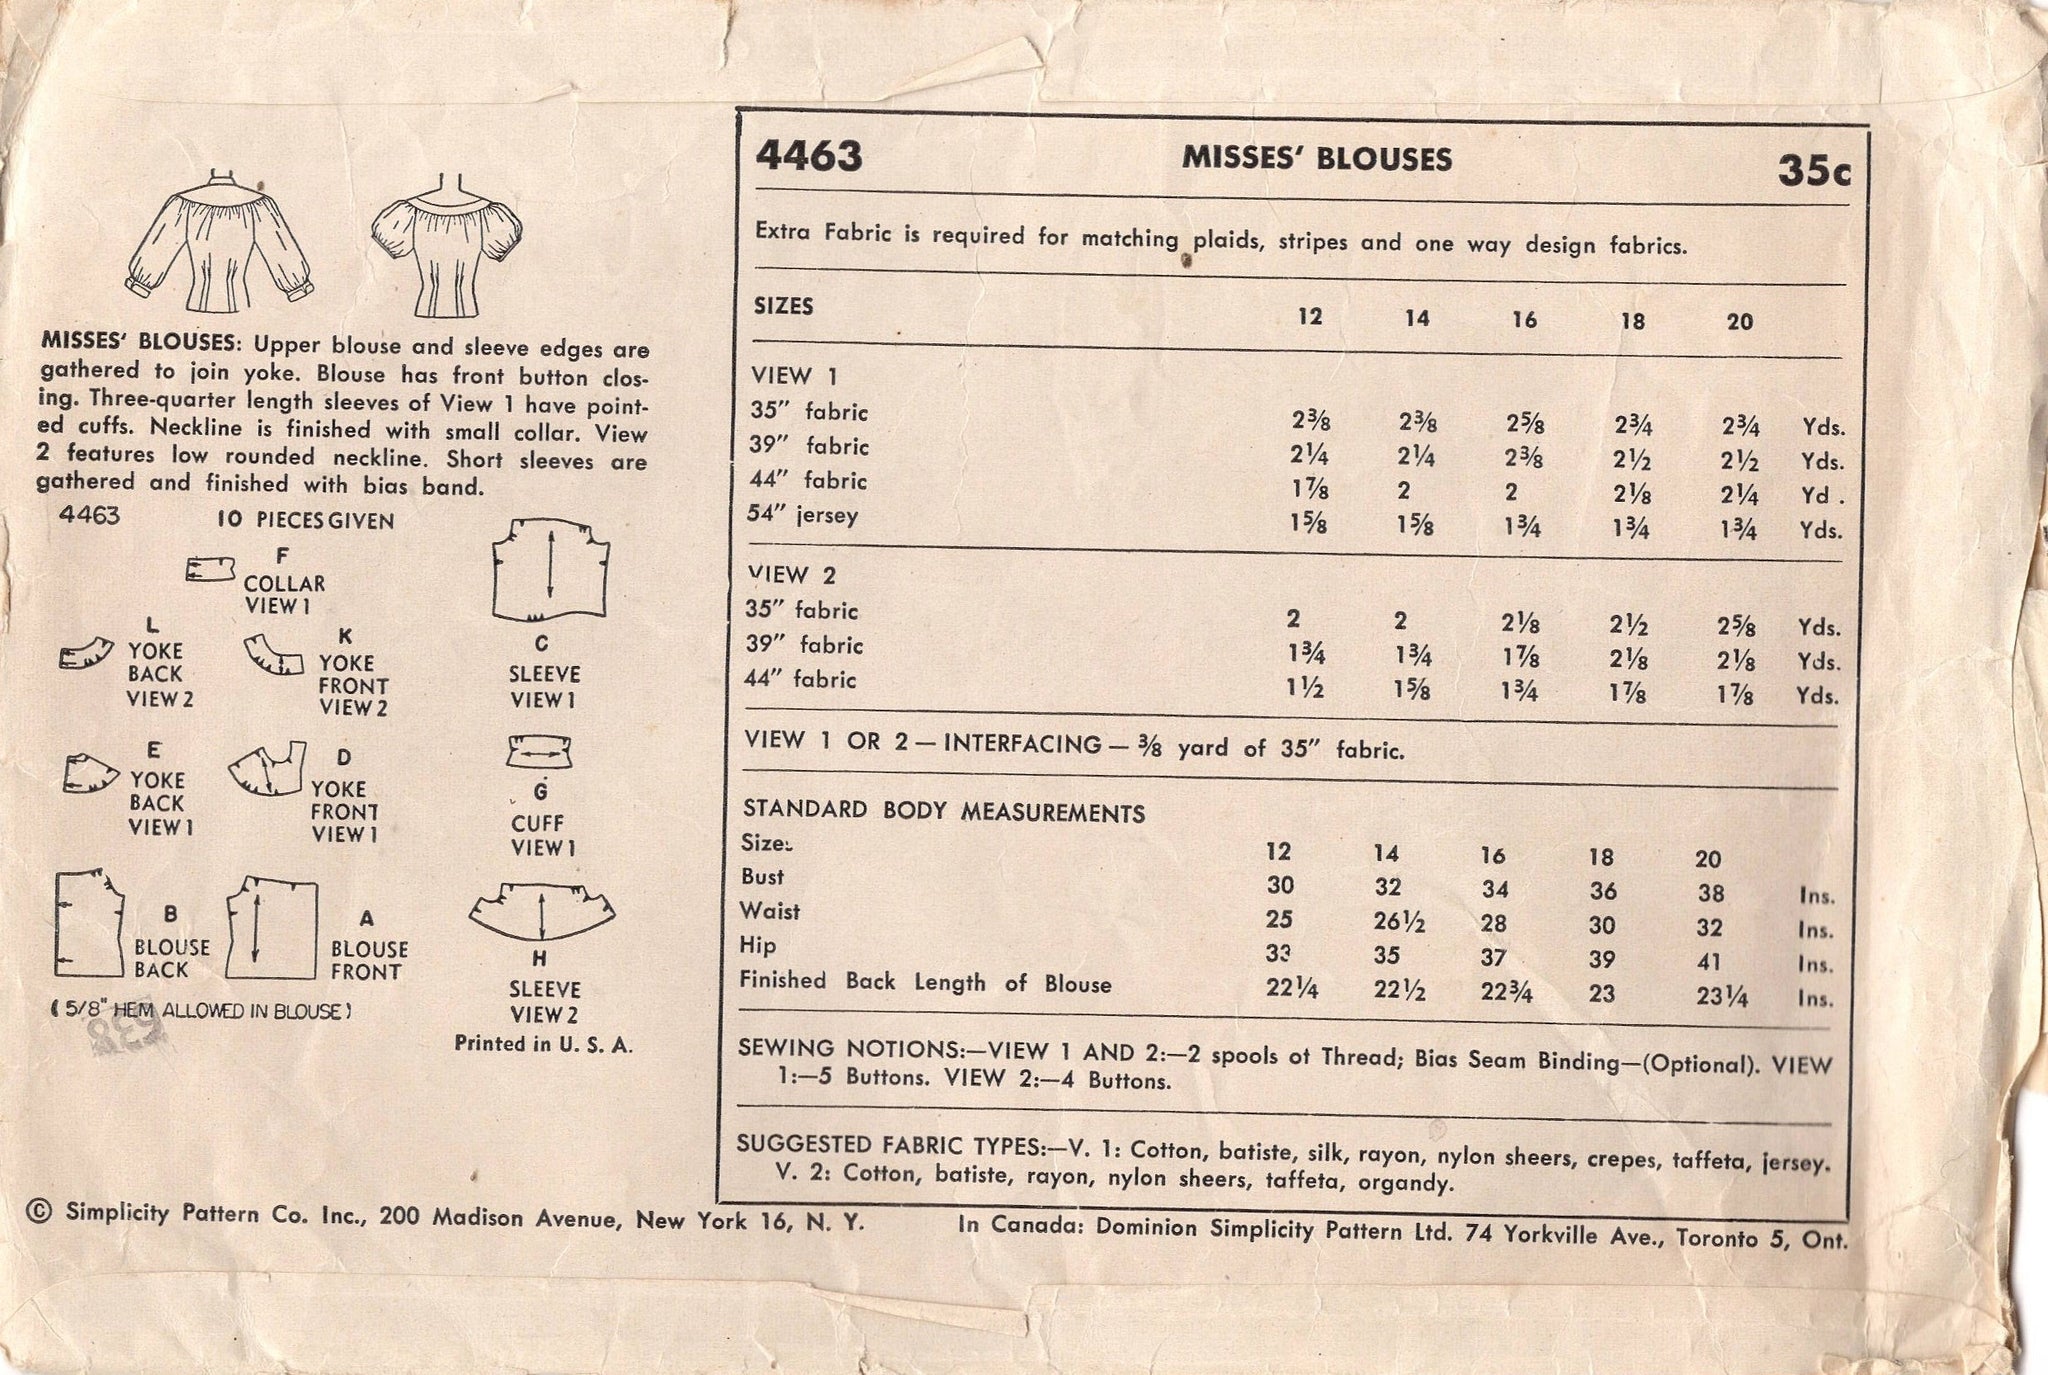 MISSES' BLOUSES: Upper blouse and sleeve edges are
gathered to join yoke. Blouse has front button clos-
ing. Three-quarter length sleeves of View 1 have point-
ed cuffs. Neckline is finished with small collar. View
2 features low rounded neckline. Short sleeves are
gathered and finished with bias band.
4463 10 PIECES GIVEN
F
COLLAR
VIEW 1
C
SLEEVE
VIEW 1
L
YOKE
BACK
VIEW 2
K
YOKE
FRONT
VIEW 2
E
YOKE
BACK
VIEW 1
D
YOKE
FRONT
VIEW 1
G
CUFF
VIEW 1
B
BLOUSE
BACK
A
BLOUSE
FRONT
H
SLEEVE
VIEW 2
(5/8" HEM ALLOWED IN BLOUSE)
638
Printed in U. S. A.
4463 MISSES' BLOUSES 35c
Extra Fabric is required for matching plaids, stripes and one way design fabrics.
SIZES 12 14 16 18 20
VIEW 1
35" fabric 2⅜ 2⅜ 2⅝ 2¾ 2¾ Yds.
39" fabric 2¼ 2¼ 2⅜ 2½ 2½ Yds.
44" fabric 1⅞ 2 2 2⅛ 2¼ Yd .
54" jersey 1⅝ 1⅝ 1¾ 1¾ 1¾ Yds.
VIEW 2
35" fabric 2 2 2⅛ 2½ 2⅝ Yds.
39" fabric 1¾ 1¾ 1⅞ 2⅛ 2⅛ Yds.
44" fabric 1½ 1⅝ 1¾ 1⅞ 1⅞ Yds.
VIEW 1 OR 2—INTERFACING—⅜ yard of 35" fabric.
STANDARD BODY MEASUREMENTS
Sizes 12 14 16 18 20
Bust 30 32 34 36 38 Ins.
Waist 25 26½ 28 30 32 Ins.
Hip 33 35 37 39 41 Ins.
Finished Back Length of Blouse 22¼ 22½ 22¾ 23 23¼ Ins.
SEWING NOTIONS:—VIEW 1 AND 2:—2 spools of Thread; Bias Seam Binding—(Optional). VIEW
1:—5 Buttons. VIEW 2:—4 Buttons.
SUGGESTED FABRIC TYPES:—V. 1: Cotton, batiste, silk, rayon, nylon sheers, crepes, taffeta, jersey.
V. 2: Cotton, batiste, rayon, nylon sheers, taffeta, organdy.
© Simplicity Pattern Co. Inc., 200 Madison Avenue, New York 16, N. Y. In Canada: Dominion Simplicity Pattern Ltd. 74 Yorkville Ave., Toronto 5, Ont.